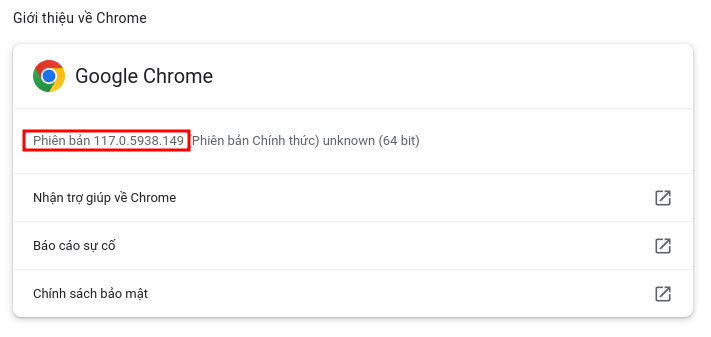 Giới thiệu về Chrome
Google Chrome
Phiên bản 117.0.5938.149 Phiên bản Chính thức) unknown (64 bit)
Nhận trợ giúp về Chrome
Báo cáo sự cố
Chính sách bảo mật